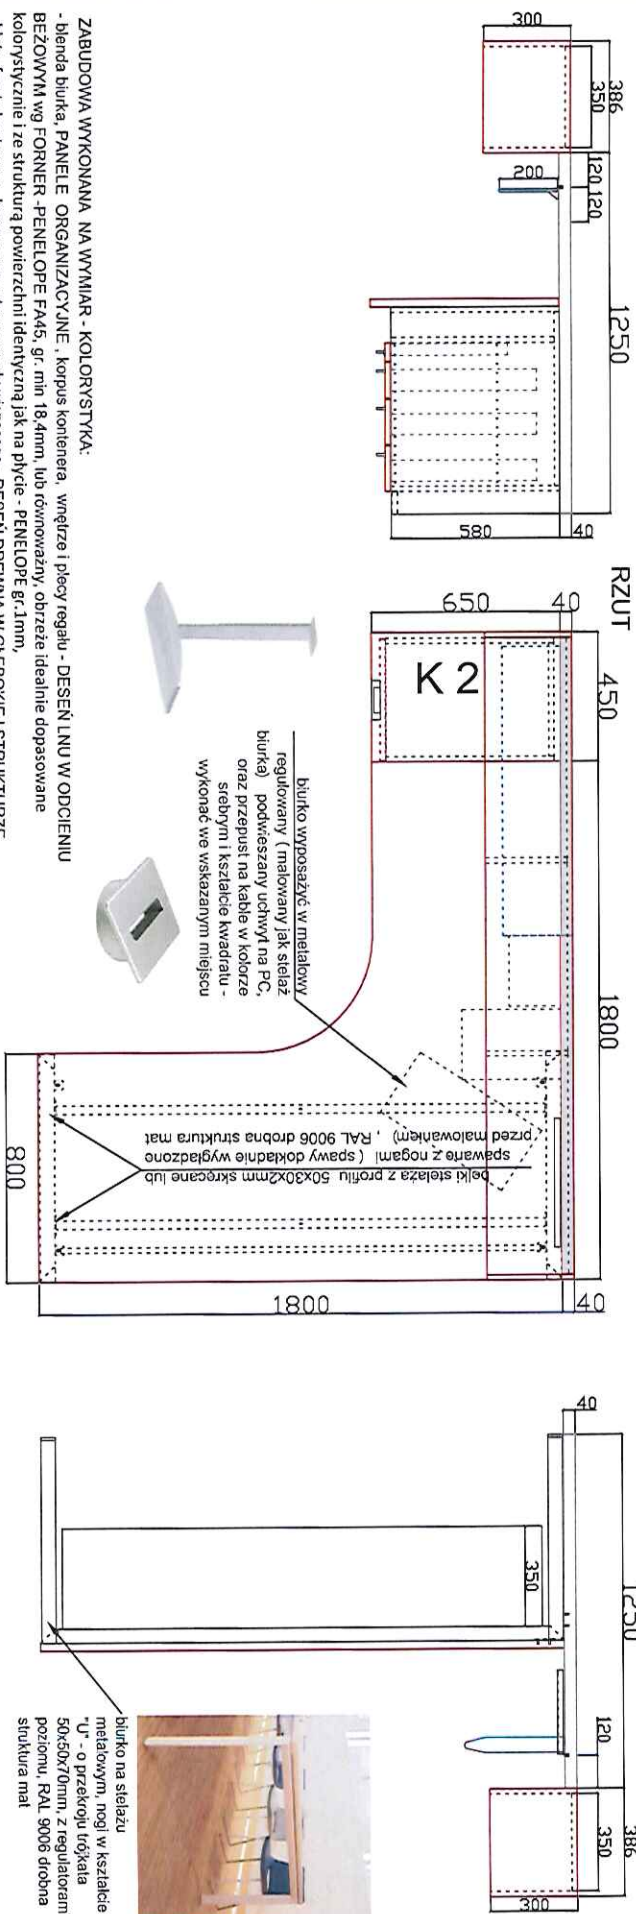 300
386
350
120 120
200
1250
580
40
RZUT
650
40
450
K 2
1800
800
1800
40
biurko wyposażyć w metalowy
regulowany ( malowany jak stelaż
biurka) podwieszany uchwyt na PC,
oraz przepust na kable w kolorze
srebrnym i kształcie kwadratu -
wykonać we wskazanym miejscu
belki stelaża z profilu 50x30x2mm skręcane lub
spawane z nogami ( spawy dokładnie wygładzone
przed malowaniem) , RAL 9006 drobna struktura mat
ZABUDOWA WYKONANA NA WYMIAR - KOLORYSTYKA:
- blenda biurka, PANELE ORGANIZACYJNE , korpus kontenera, wnętrze i plecy regału - DESEŃ LNU W ODCIENIU
BEŻOWYM wg FORNER -PENELOPE FA45, gr. min 18,4mm, lub równoważny, obrzeże idealnie dopasowane
kolorystycznie i ze strukturą powierzchni identyczną jak na płycie - PENELOPE gr.1mm,
DESEŃ DREWNA W GŁĘBOKIEJ STRUKTURZE
40
1250
350
120
386
350
300
biurko na stelażu
metalowym, nogi w kształcie
"U" - o przekroju trójkąta
50x50x70mm, z regulatoram
poziomu, RAL 9006 drobna
struktura mat